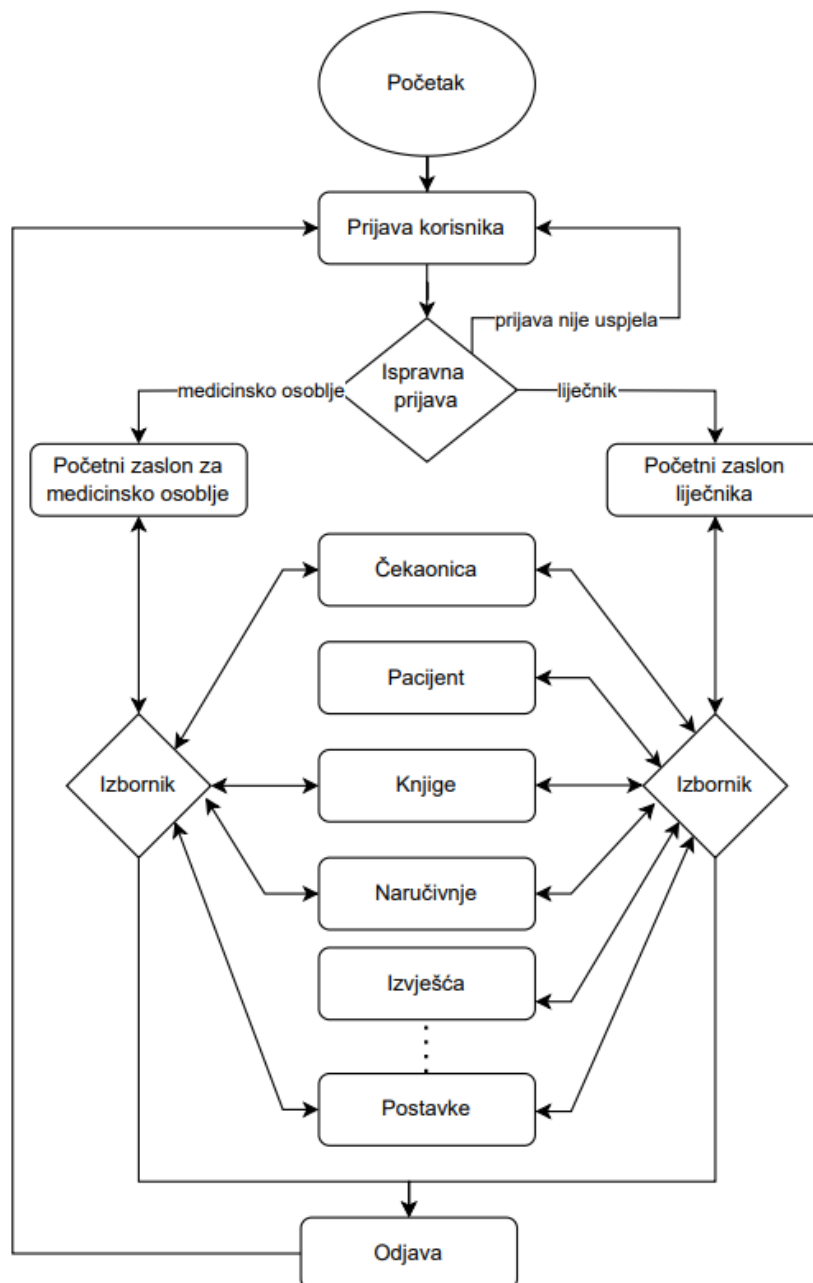 Početak
Prijava korisnika
prijava nije uspjela
Ispravna
prijava
medicinsko osoblje
liječnik
Početni zaslon za
medicinsko osoblje
Početni zaslon
liječnika
Čekaonica
Pacijent
Izbornik
Knjige
Izbornik
Naručivnje
Izvješća
Postavke
Odjava